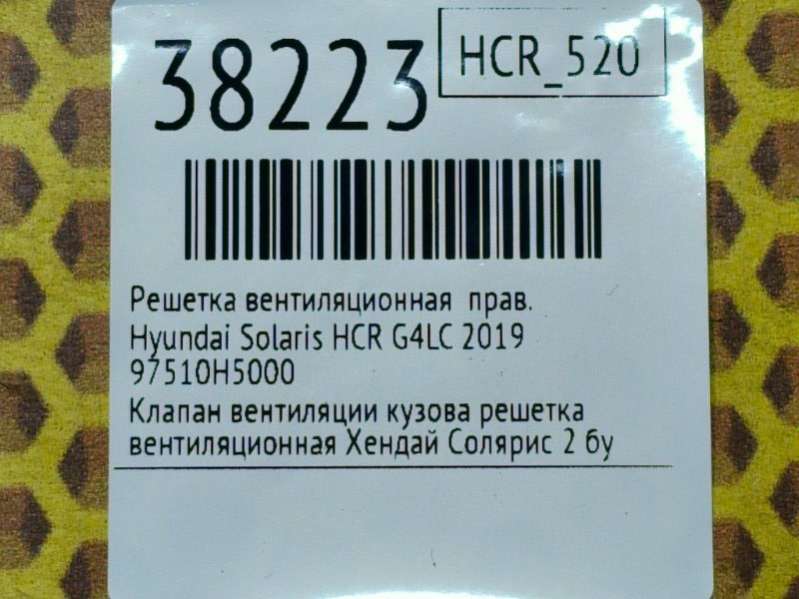 38223
HCR_520
Решетка вентиляционная прав.
Hyundai Solaris HCR G4LC 2019
97510H5000
Клапан вентиляции кузова решетка
вентиляционная Хендай Солярис 2 бу